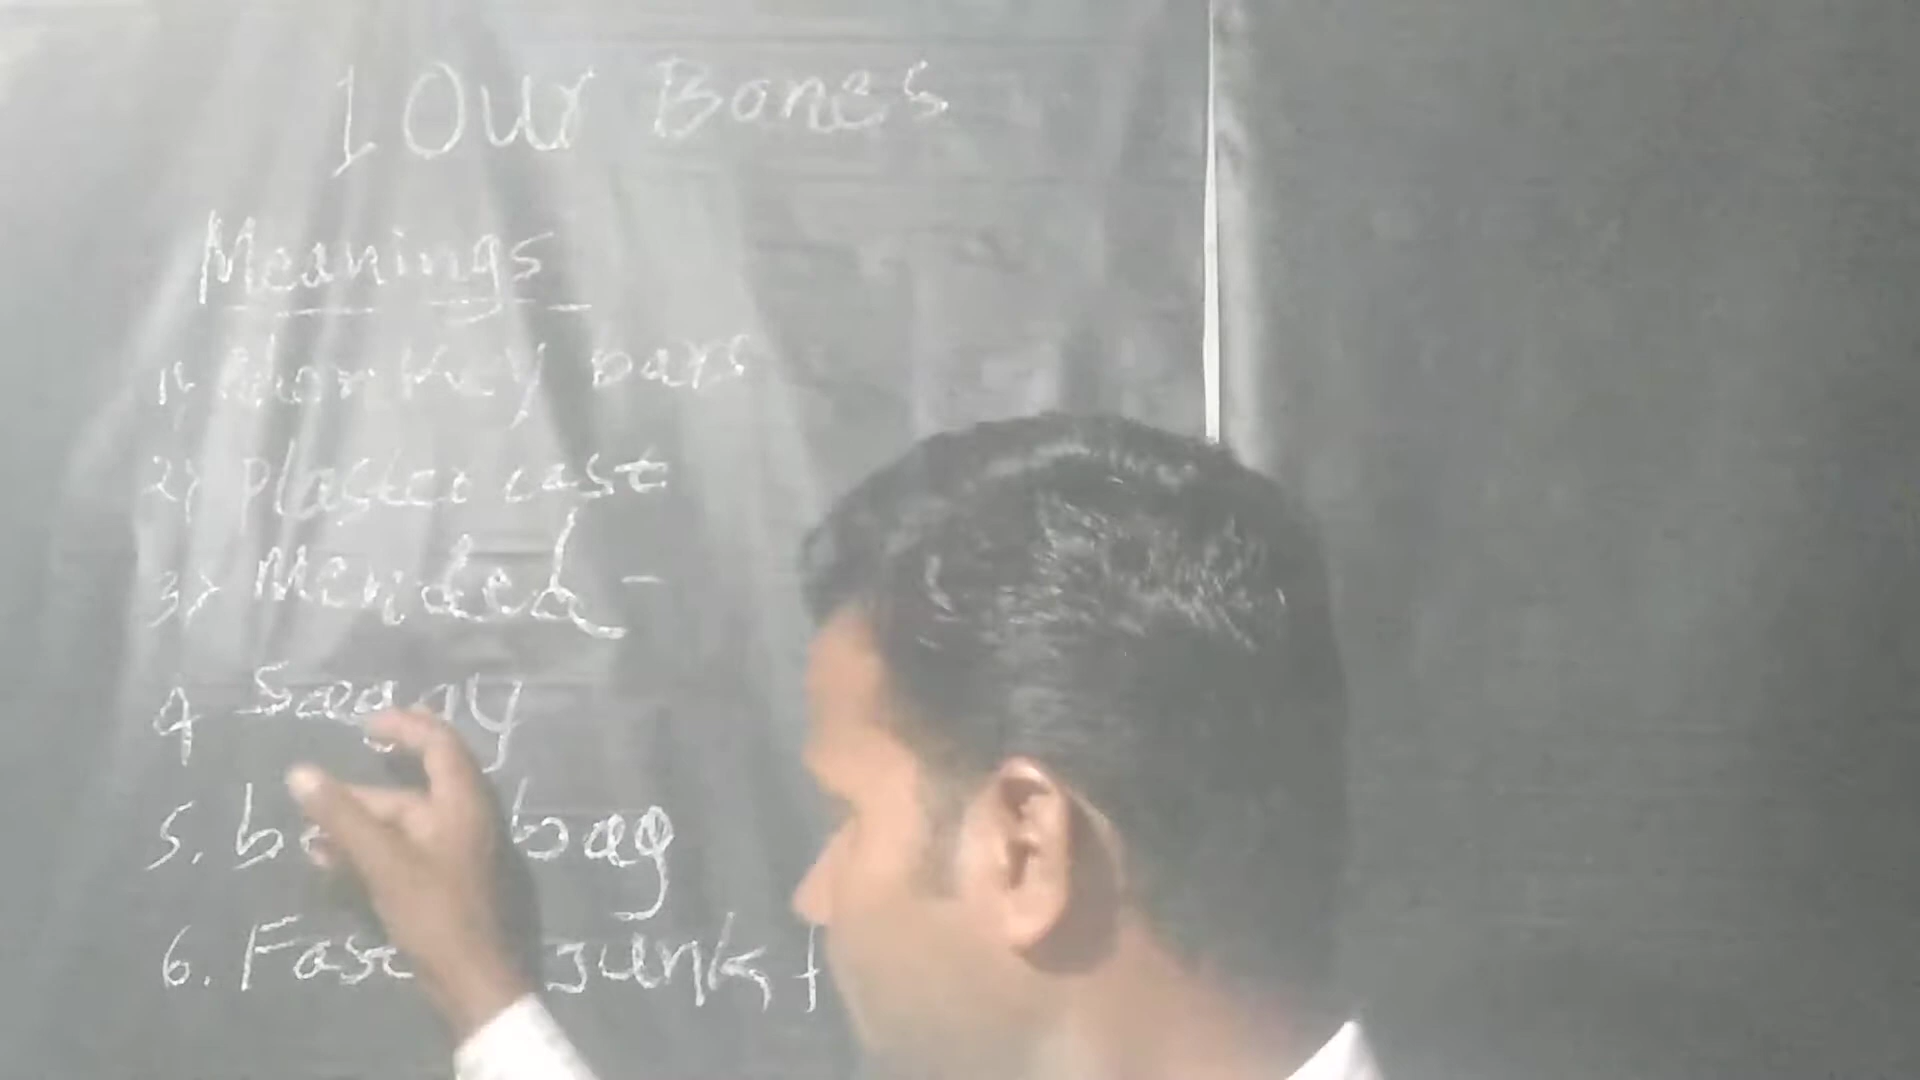 1 Our Bones
Meanings
1) Monkey bars
2) Plaster cast
3) Mended -
4 Saggy
5. bag
6. Fast junk f